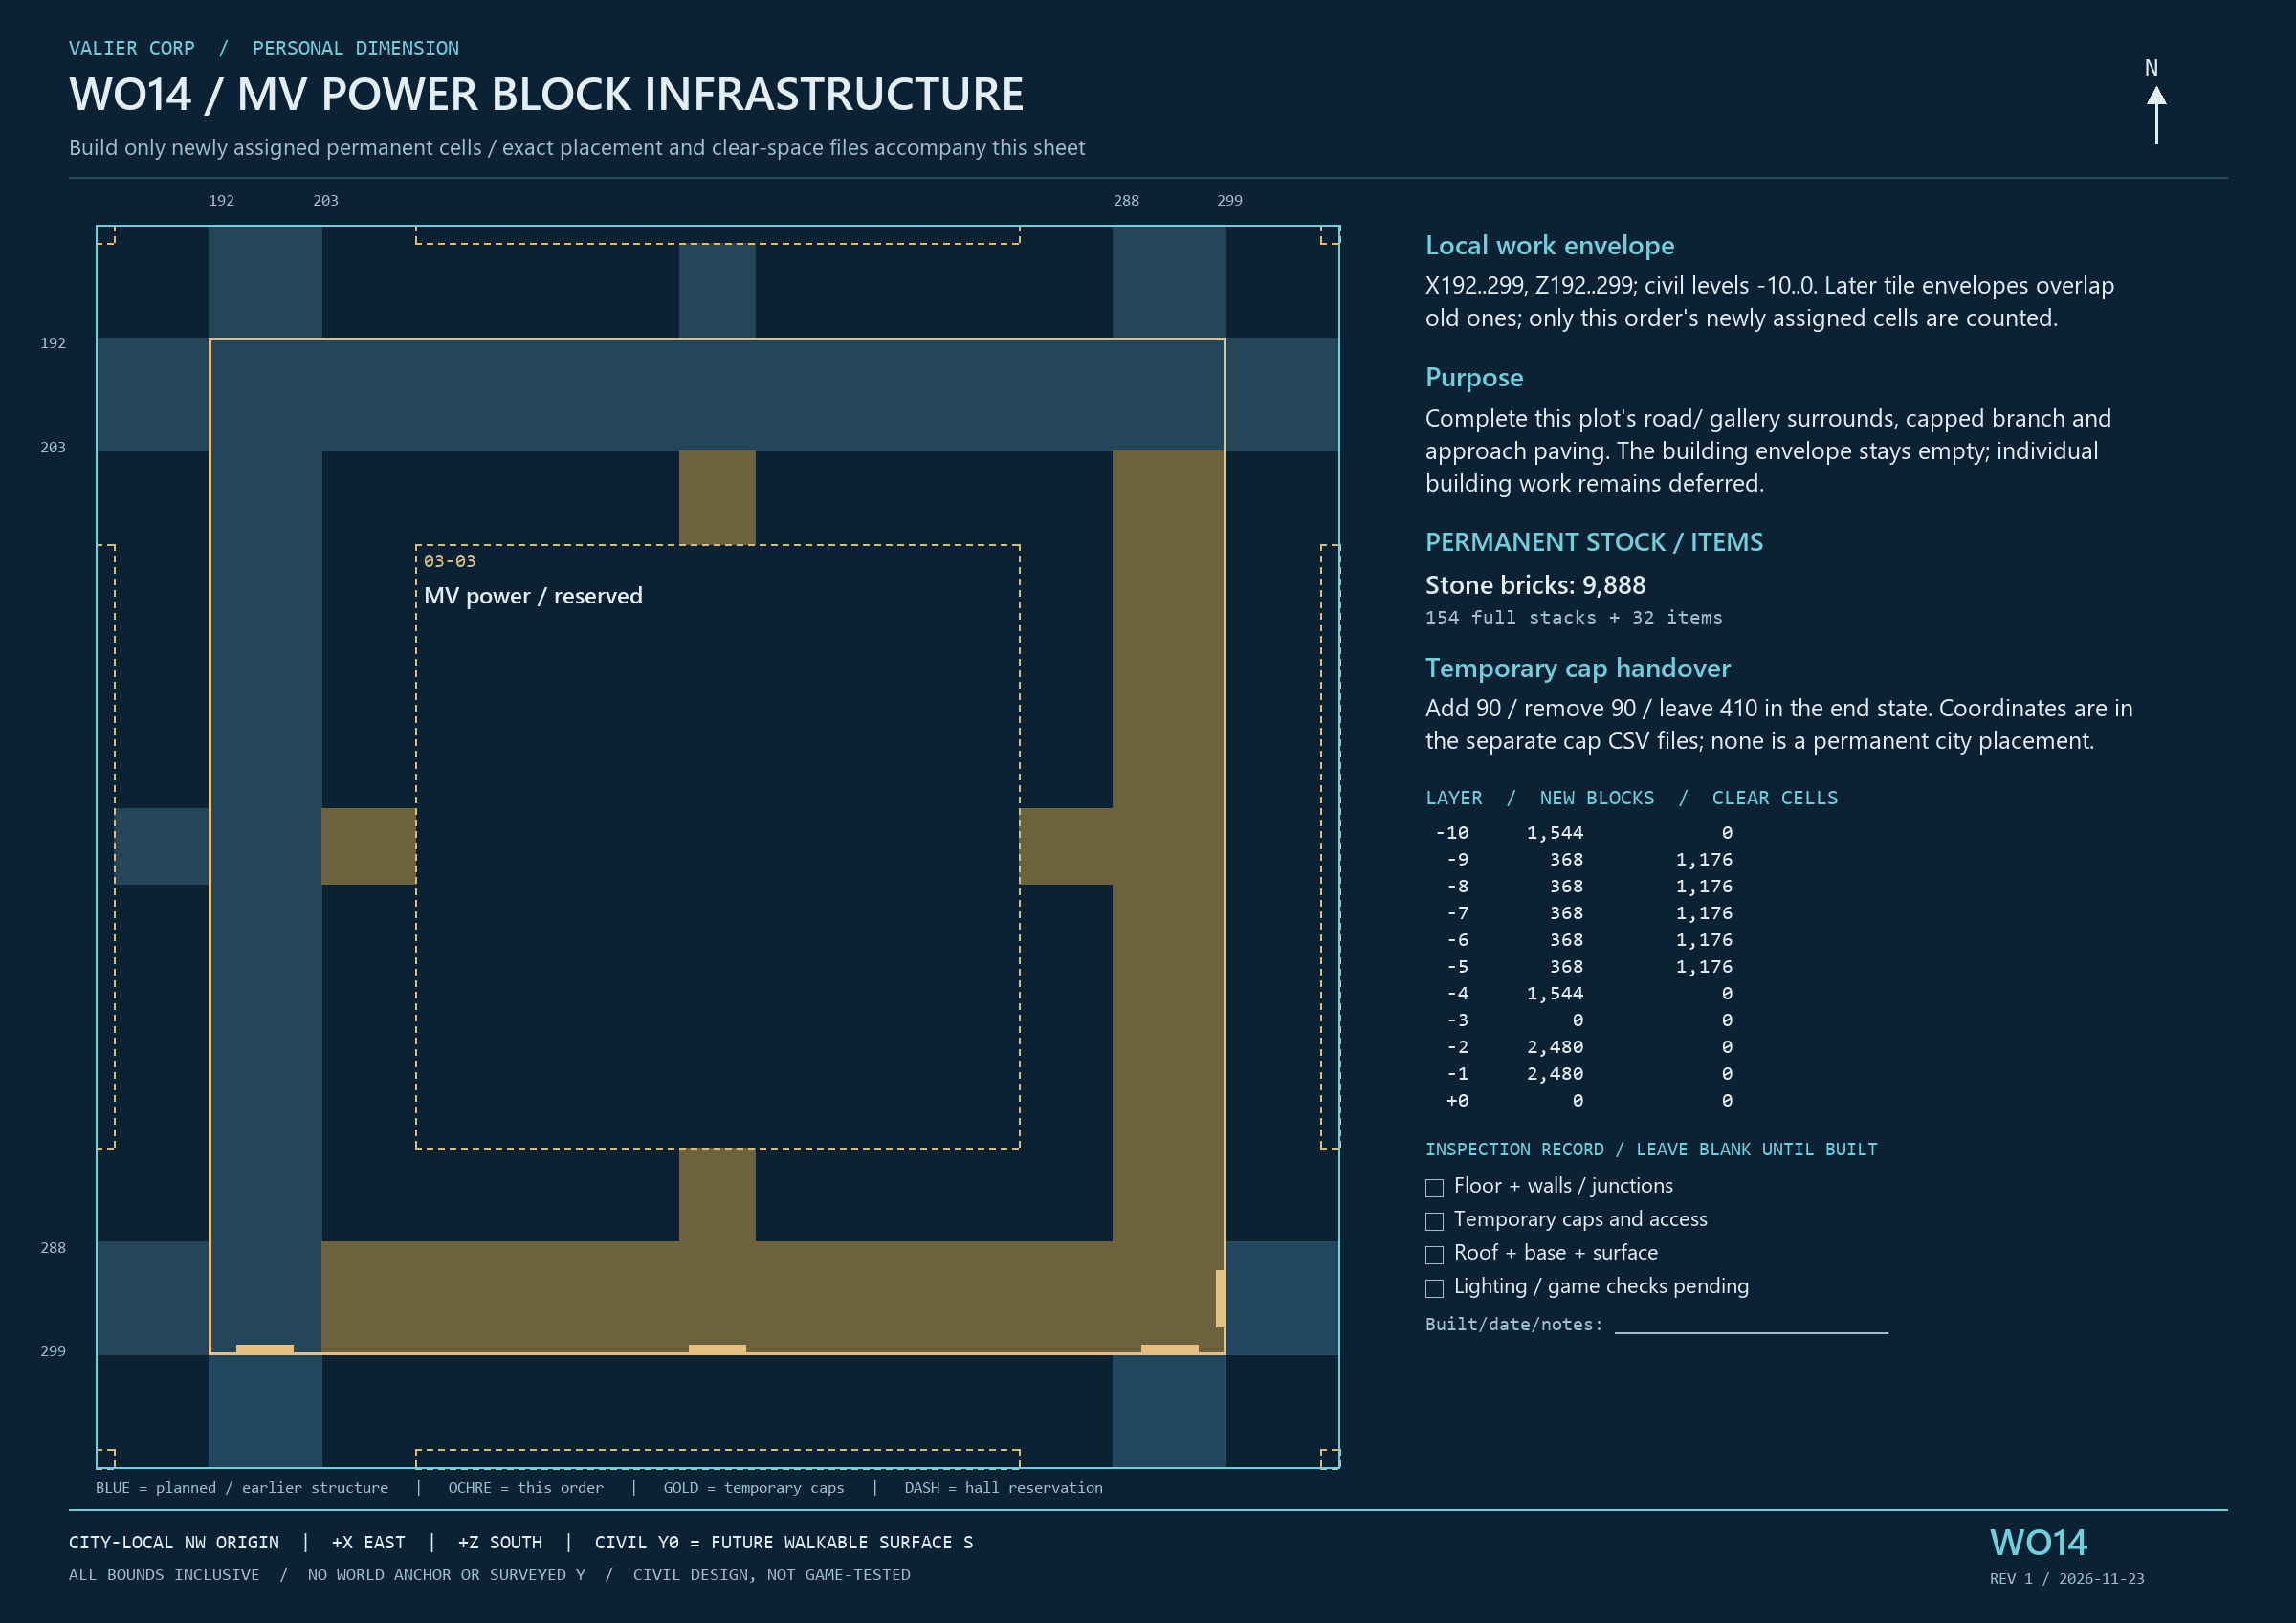 VALIER CORP / PERSONAL DIMENSION
WO14 / MV POWER BLOCK INFRASTRUCTURE
Build only newly assigned permanent cells / exact placement and clear-space files accompany this sheet
N
192 203 288 299
192
203
288
299
03-03
MV power / reserved
BLUE = planned / earlier structure | OCHRE = this order | GOLD = temporary caps | DASH = hall reservation
Local work envelope
X192..299, Z192..299; civil levels -10..0. Later tile envelopes overlap
old ones; only this order's newly assigned cells are counted.
Purpose
Complete this plot's road/ gallery surrounds, capped branch and
approach paving. The building envelope stays empty; individual
building work remains deferred.
PERMANENT STOCK / ITEMS
Stone bricks: 9,888
154 full stacks + 32 items
Temporary cap handover
Add 90 / remove 90 / leave 410 in the end state. Coordinates are in
the separate cap CSV files; none is a permanent city placement.
LAYER / NEW BLOCKS / CLEAR CELLS
-10 1,544 0
-9 368 1,176
-8 368 1,176
-7 368 1,176
-6 368 1,176
-5 368 1,176
-4 1,544 0
-3 0 0
-2 2,480 0
-1 2,480 0
+0 0 0
INSPECTION RECORD / LEAVE BLANK UNTIL BUILT
Floor + walls / junctions
Temporary caps and access
Roof + base + surface
Lighting / game checks pending
Built/date/notes:
CITY-LOCAL NW ORIGIN | +X EAST | +Z SOUTH | CIVIL Y0 = FUTURE WALKABLE SURFACE S
ALL BOUNDS INCLUSIVE / NO WORLD ANCHOR OR SURVEYED Y / CIVIL DESIGN, NOT GAME-TESTED
WO14
REV 1 / 2026-11-23